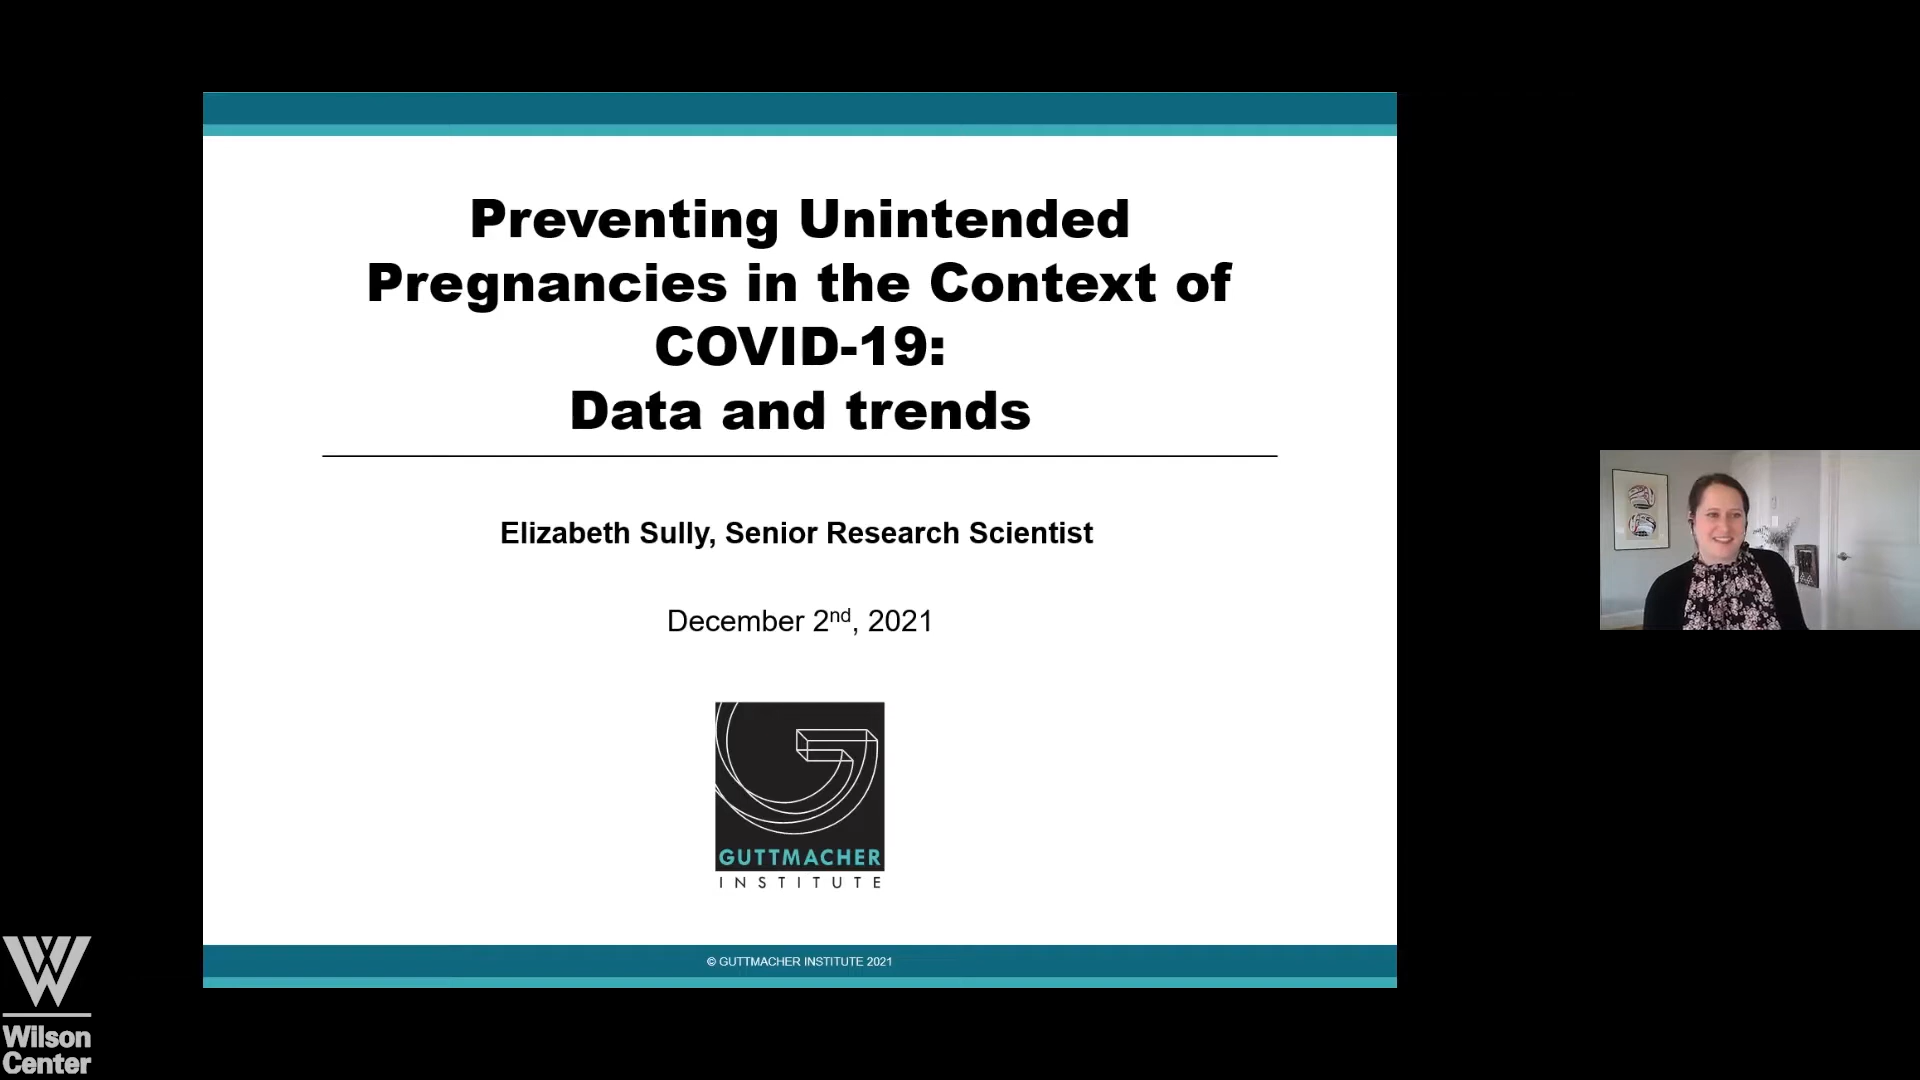 Preventing Unintended
Pregnancies in the Context of
COVID-19:
Data and trends
Elizabeth Sully, Senior Research Scientist
December 2nd, 2021
GUTTMACHER
INSTITUTE
© GUTTMACHER INSTITUTE 2021
Wilson
Center